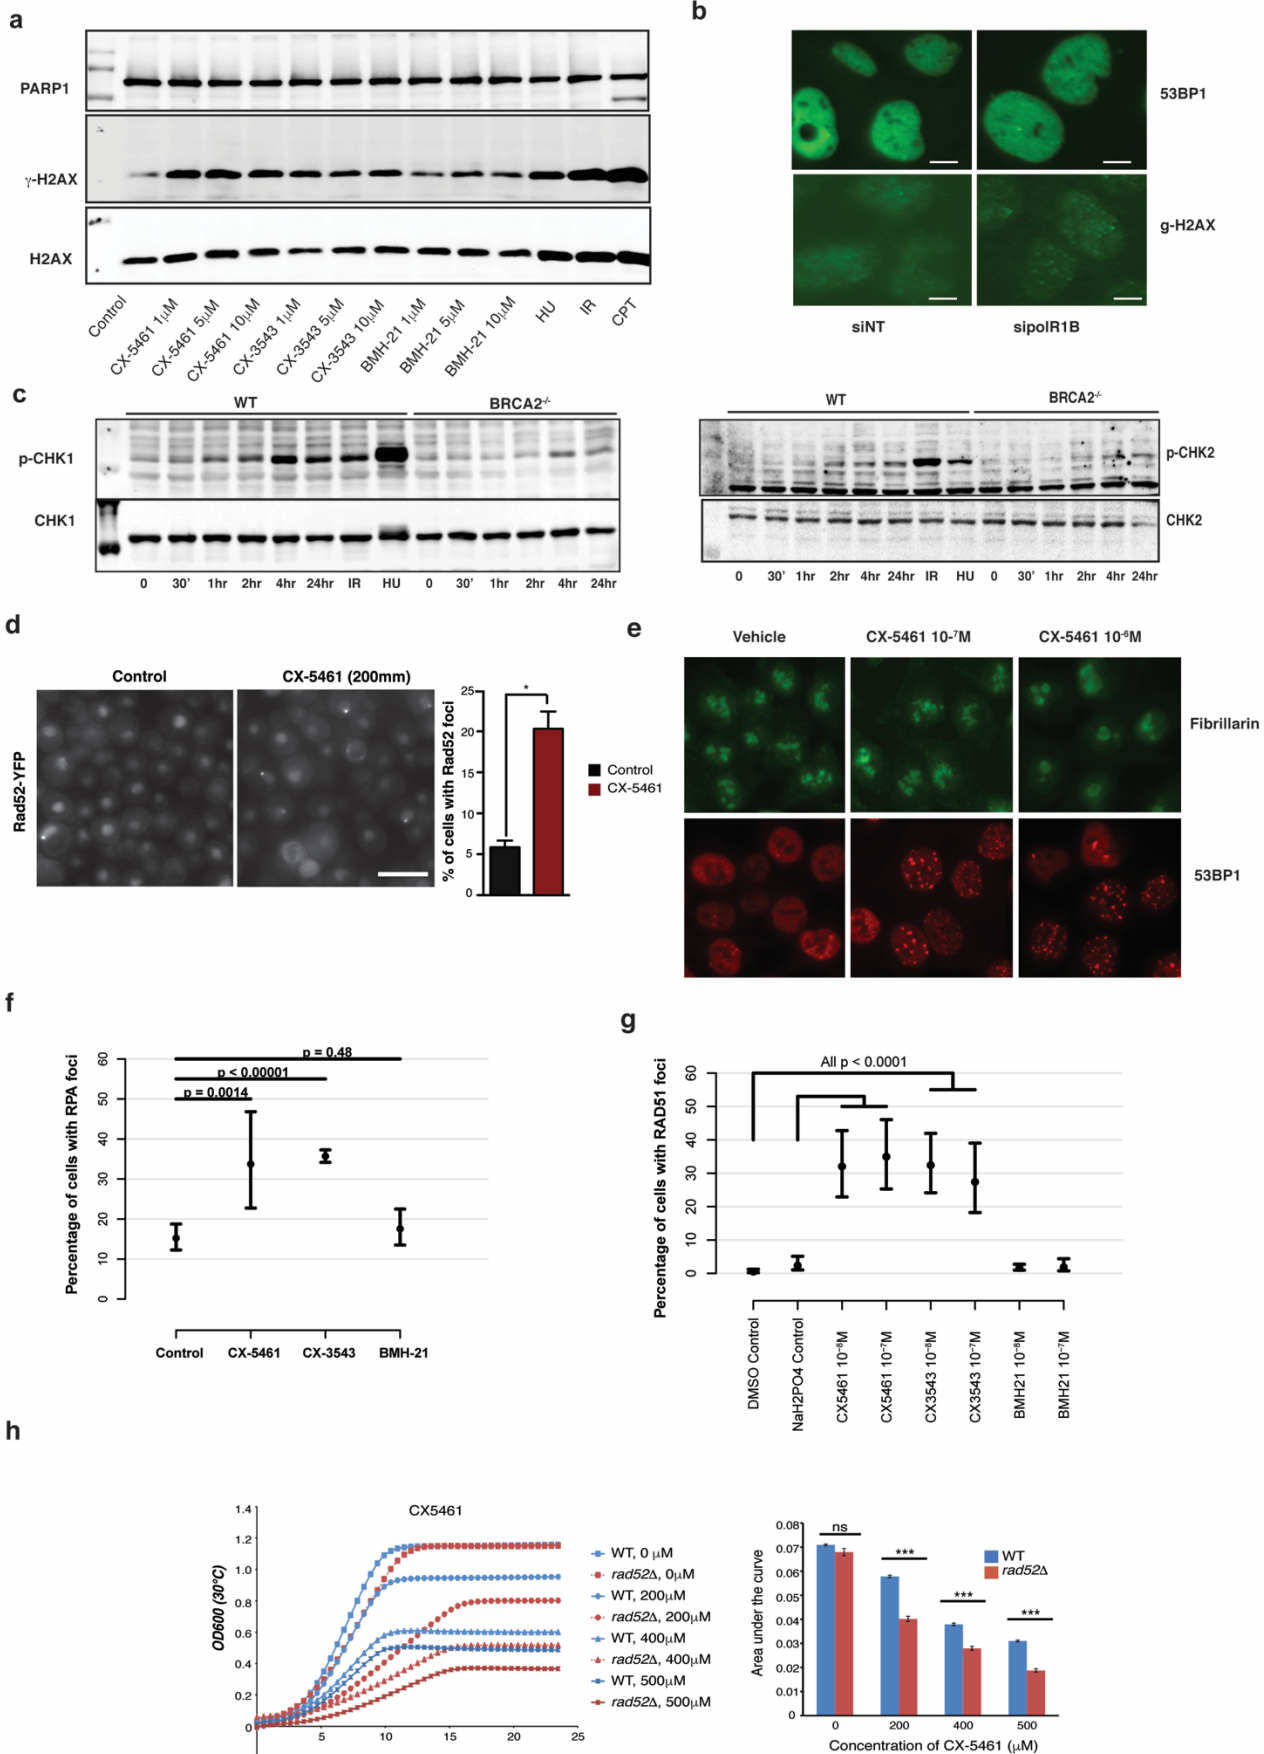 a
PARP1
γ-H2AX
H2AX
Control
CX-5461 1μM
CX-5461 5μM
CX-5461 10μM
CX-3543 1μM
CX-3543 5μM
CX-3543 10μM
BMH-21 1μM
BMH-21 5μM
BMH-21 10μM
HU
IR
CPT
b
53BP1
g-H2AX
siNT
sipolR1B
c
WT
BRCA2-/-
p-CHK1
CHK1
0 30' 1hr 2hr 4hr 24hr IR HU 0 30' 1hr 2hr 4hr 24hr
WT
BRCA2-/-
p-CHK2
CHK2
0 30' 1hr 2hr 4hr 24hr IR HU 0 30' 1hr 2hr 4hr 24hr
d
Control
CX-5461 (200mm)
Rad52-YFP
% of cells with Rad52 foci
25
20
15
10
5
0
*
Control
CX-5461
e
Vehicle
CX-5461 10-7M
CX-5461 10-6M
Fibrillarin
53BP1
f
Percentage of cells with RPA foci
60
50
40
30
20
10
0
p = 0.48
p < 0.00001
p = 0.0014
Control
CX-5461
CX-3543
BMH-21
g
Percentage of cells with RAD51 foci
60
50
40
30
20
10
0
All p < 0.0001
DMSO Control
NaH2PO4 Control
CX5461 10−8M
CX5461 10−7M
CX3543 10−8M
CX3543 10−7M
BMH21 10−8M
BMH21 10−7M
h
CX5461
OD600 (30°C)
1.4
1.2
1.0
0.8
0.6
0.4
0.2
0
5 10 15 20 25
WT, 0 μM
rad52Δ, 0μM
WT, 200μM
rad52Δ, 200μM
WT, 400μM
rad52Δ, 400μM
WT, 500μM
rad52Δ, 500μM
Area under the curve
0.08
0.07
0.06
0.05
0.04
0.03
0.02
0.01
0
ns
***
***
***
WT
rad52Δ
0 200 400 500
Concentration of CX-5461 (μM)